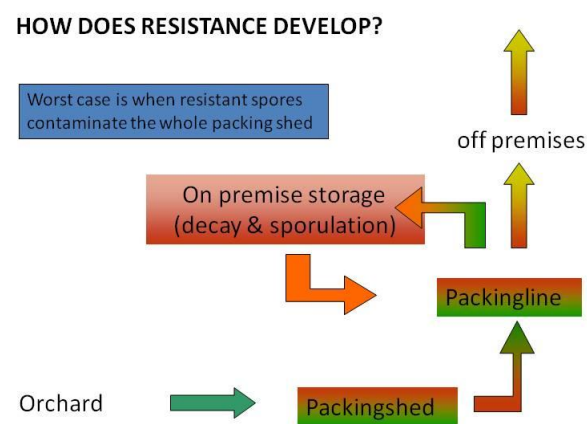 HOW DOES RESISTANCE DEVELOP?
Worst case is when resistant spores
contaminate the whole packing shed
off premises
On premise storage
(decay & sporulation)
Packingline
Orchard
Packingshed